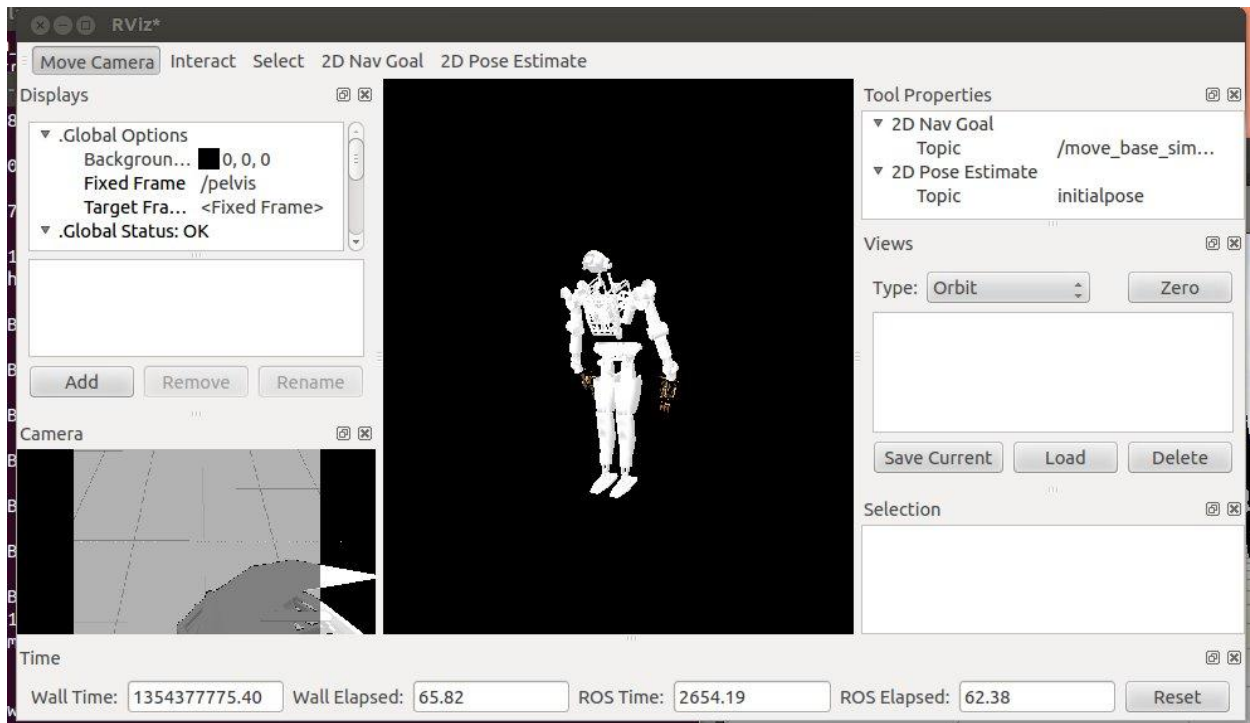 RViz*
Move Camera Interact Select 2D Nav Goal 2D Pose Estimate
Displays
.Global Options
Backgroun... 0, 0, 0
Fixed Frame /pelvis
Target Fra... <Fixed Frame>
.Global Status: OK
Add Remove Rename
Camera
Tool Properties
2D Nav Goal
Topic /move_base_sim...
2D Pose Estimate
Topic initialpose
Views
Type: Orbit Zero
Save Current Load Delete
Selection
Time
Wall Time: 1354377775.40 Wall Elapsed: 65.82 ROS Time: 2654.19 ROS Elapsed: 62.38 Reset